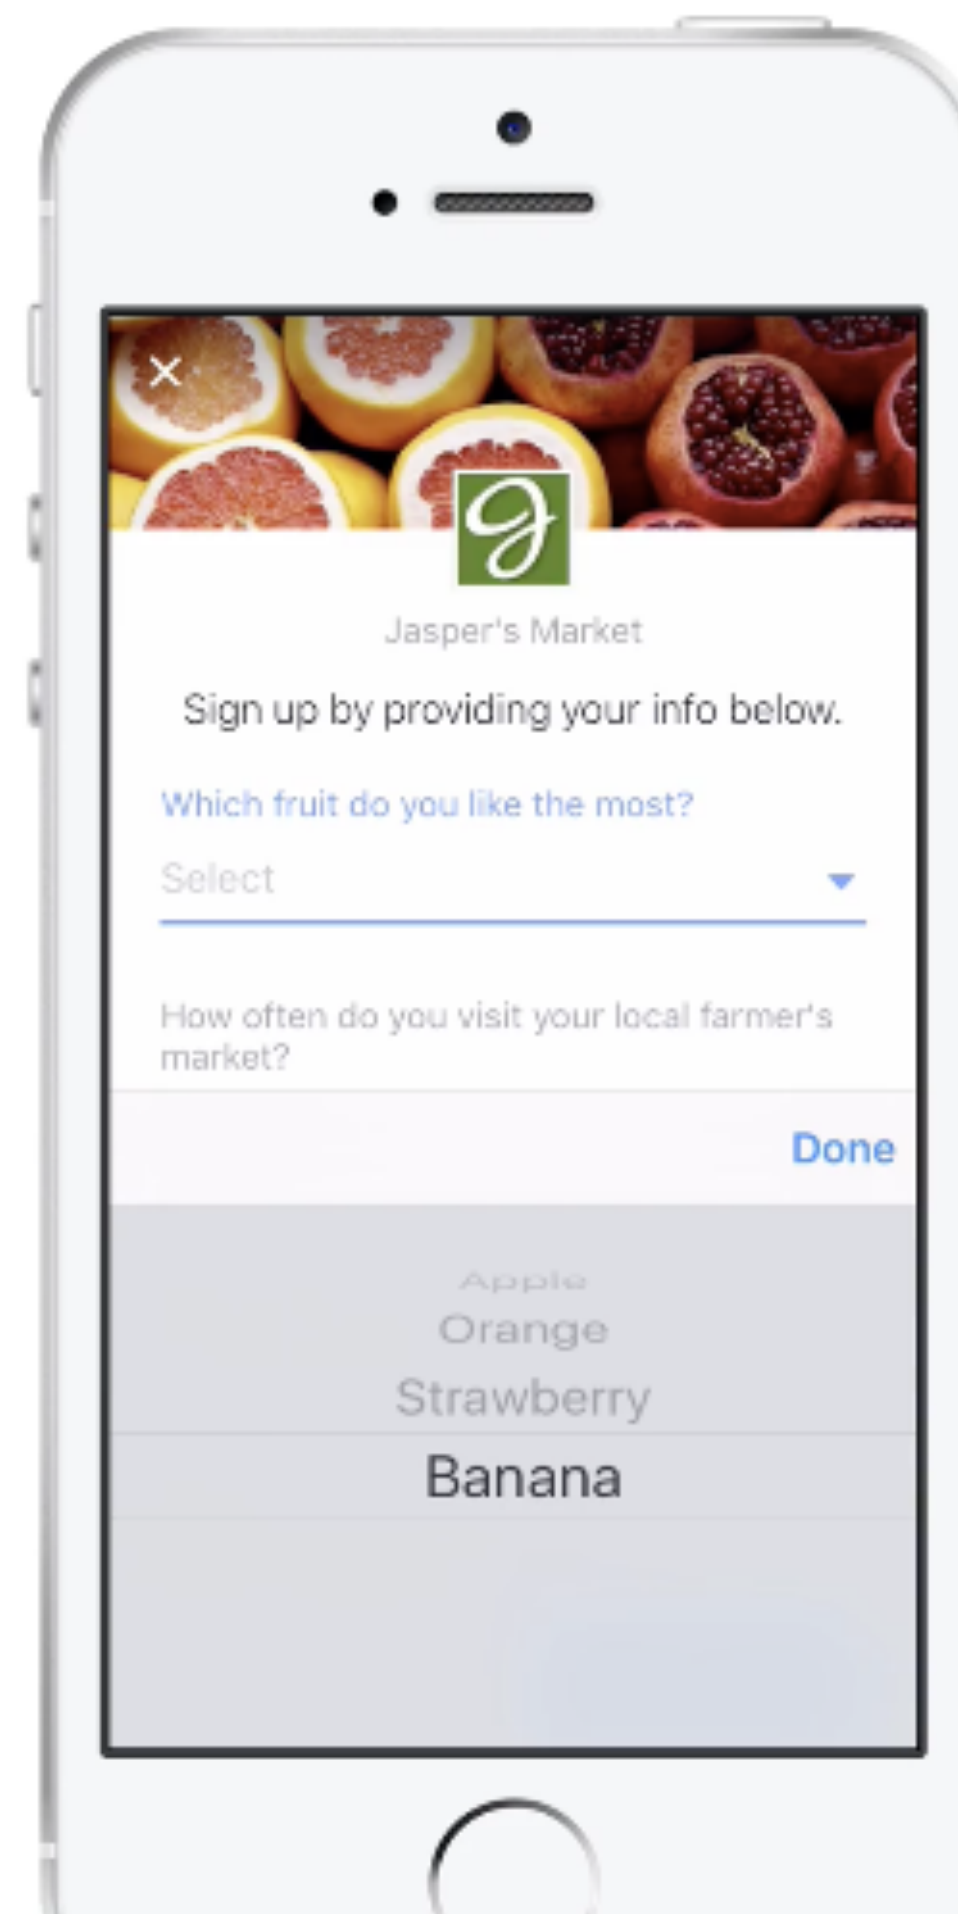 Jasper's Market
Sign up by providing your info below.
Which fruit do you like the most?
Select
How often do you visit your local farmer's
market?
Done
Apple
Orange
Strawberry
Banana